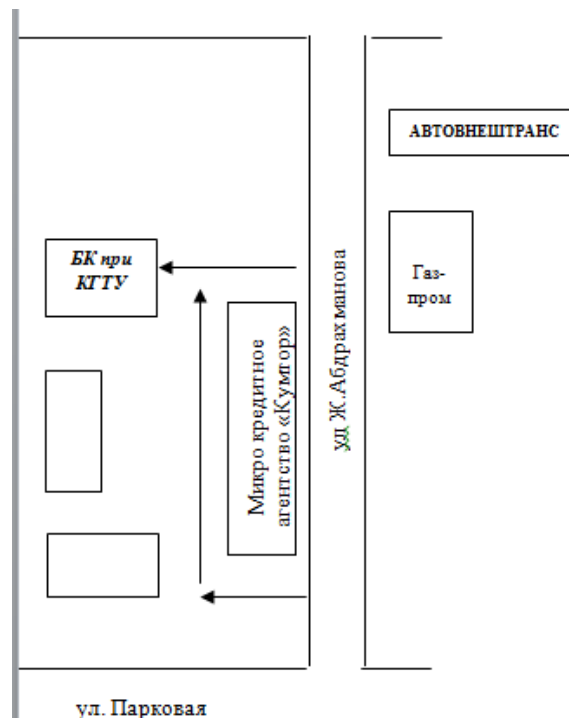 АВТОВНЕШТРАНС
БК при
КГТУ
Газ-
пром
Микро кредитное
агентство «Кумтор»
ул Ж.Абдрахманова
ул. Парковая